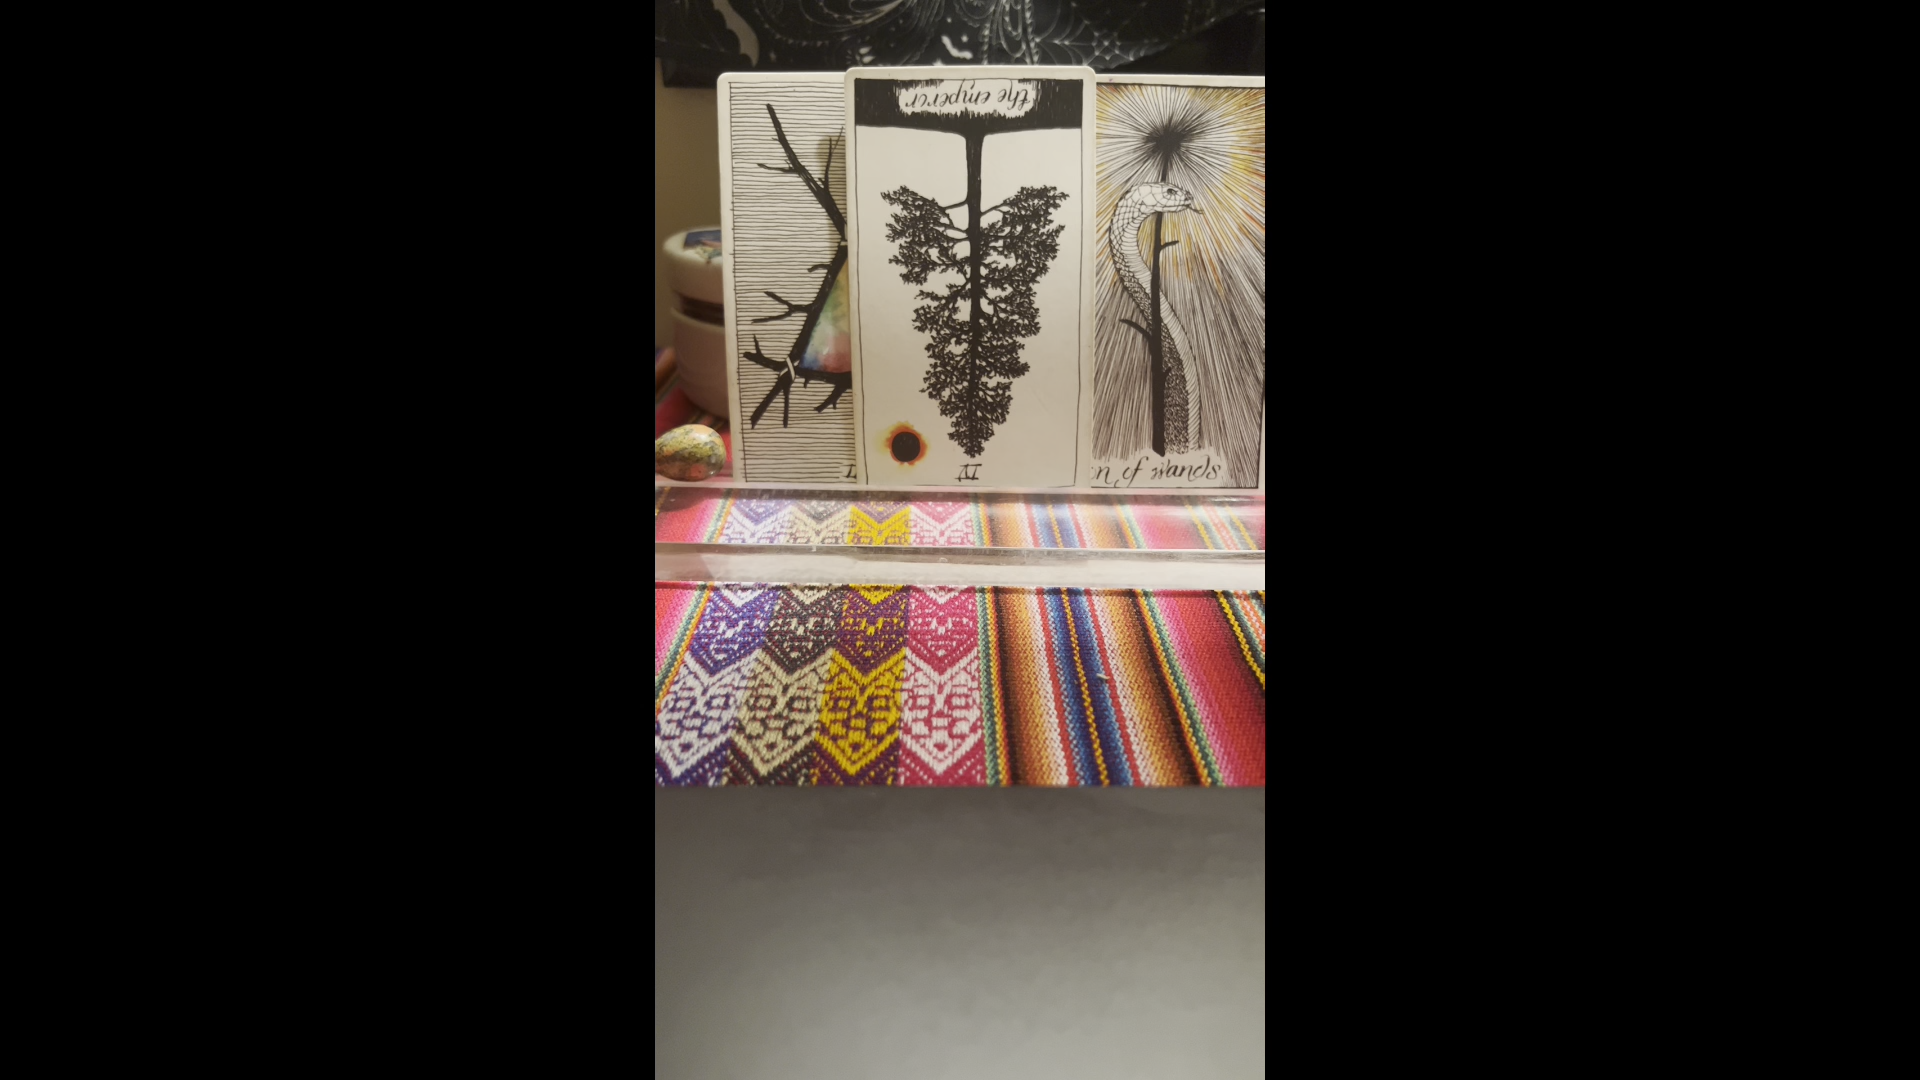 the emperor
IV
n of wands